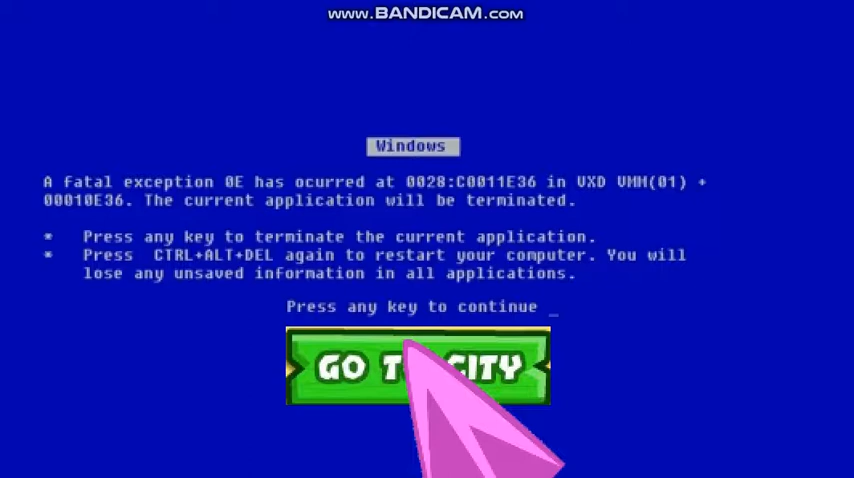 www.BANDICAM.com
Windows
A fatal exception 0E has ocurred at 0028:C0011E36 in VXD VMM(01) +
00010E36. The current application will be terminated.
* Press any key to terminate the current application.
* Press CTRL+ALT+DEL again to restart your computer. You will
lose any unsaved information in all applications.
Press any key to continue _
GO TO CITY